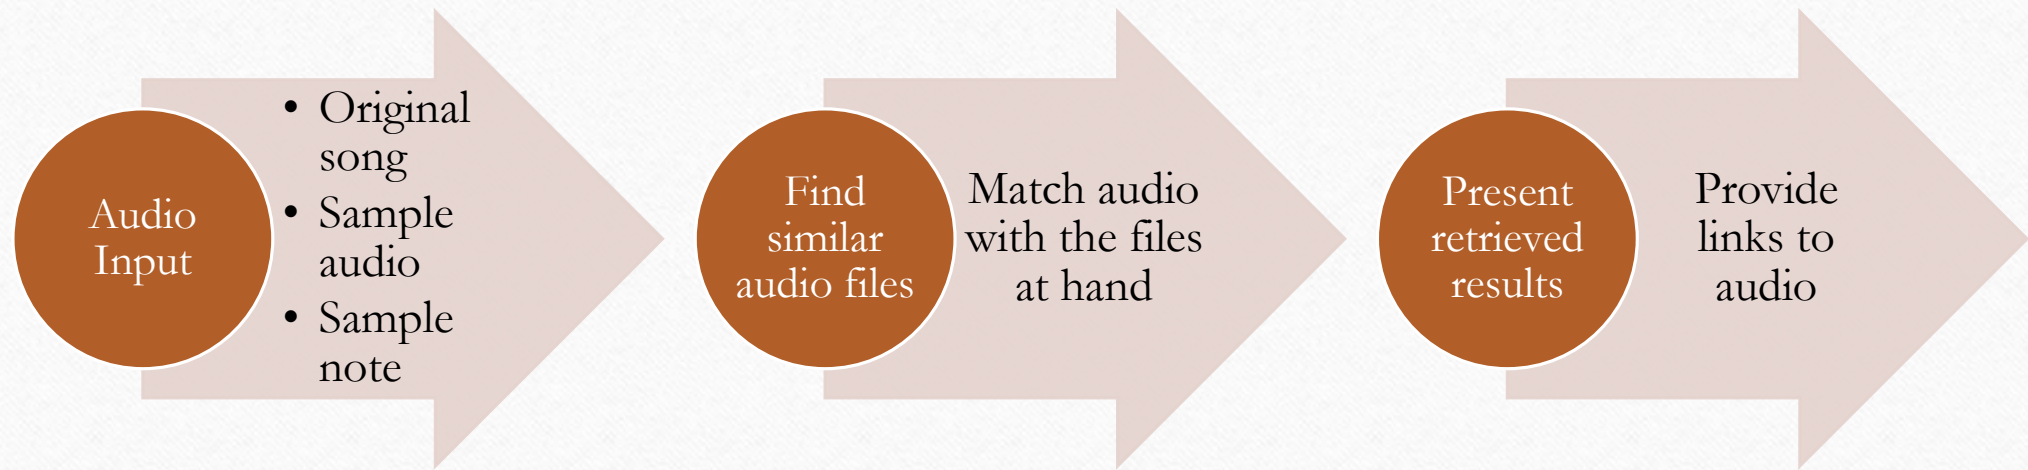 Audio
Input
• Original
song
• Sample
audio
• Sample
note
Find
similar
audio files
Match audio
with the files
at hand
Present
retrieved
results
Provide
links to
audio